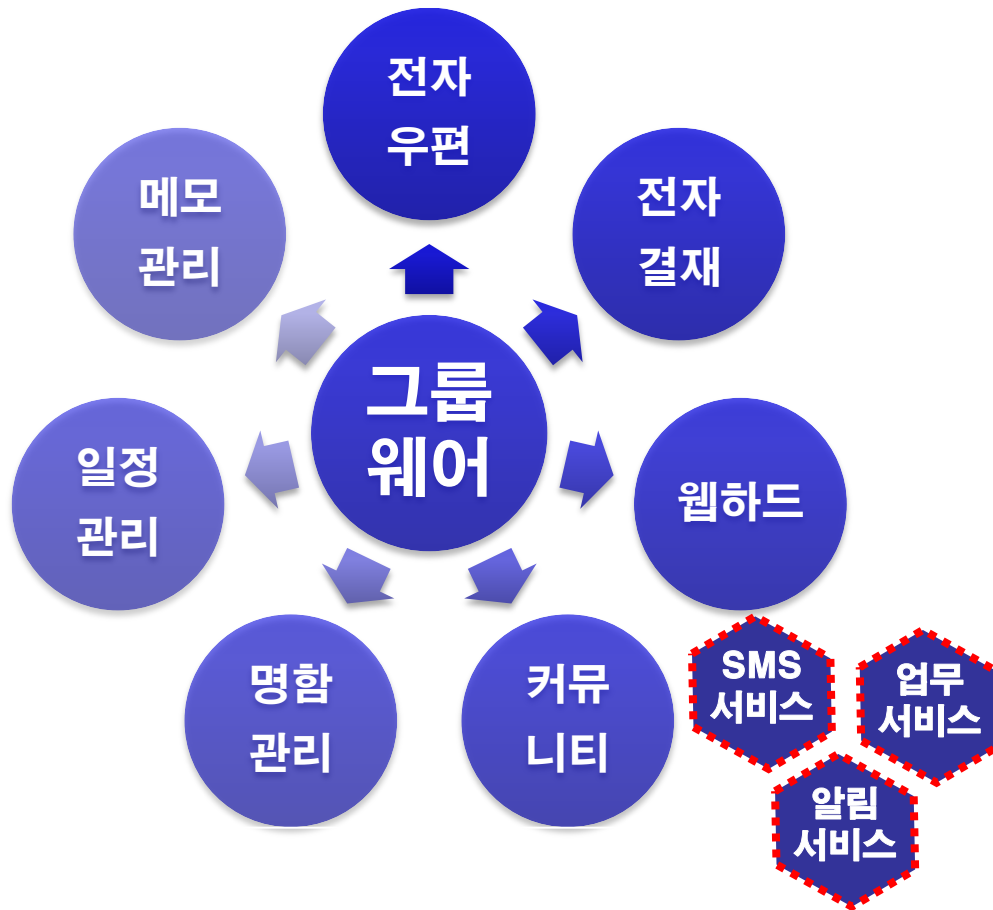 전자
우편
전자
결재
웹하드
커뮤
니티
명함
관리
일정
관리
메모
관리
그룹
웨어
SMS
서비스
업무
서비스
알림
서비스